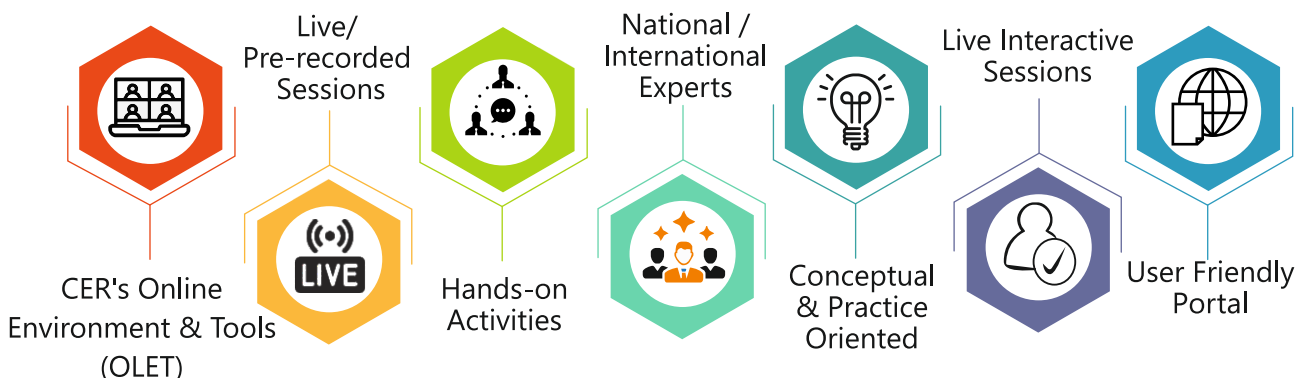 CER's Online
Environment & Tools
(OLET)
Live/
Pre-recorded
Sessions
LIVE
Hands-on
Activities
National /
International
Experts
Conceptual
& Practice
Oriented
Live Interactive
Sessions
User Friendly
Portal